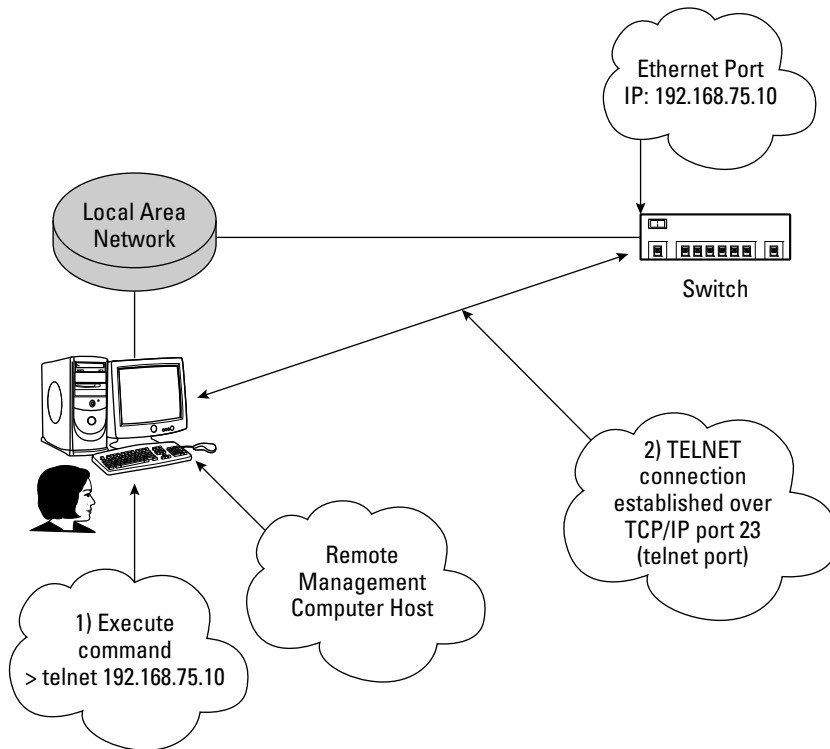 Ethernet Port
IP: 192.168.75.10
Local Area
Network
Switch
2) TELNET
connection
established over
TCP/IP port 23
(telnet port)
Remote
Management
Computer Host
1) Execute
command
> telnet 192.168.75.10